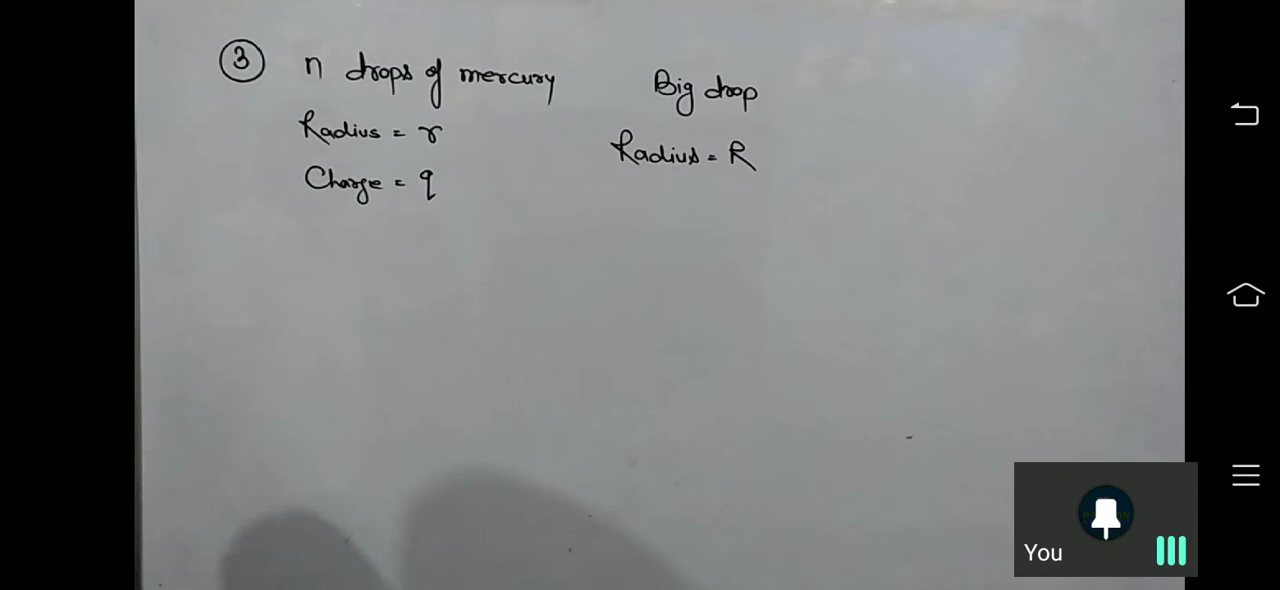 3 n drops of mercury
Radius = r
Charge = q
Big drop
Radius = R
You